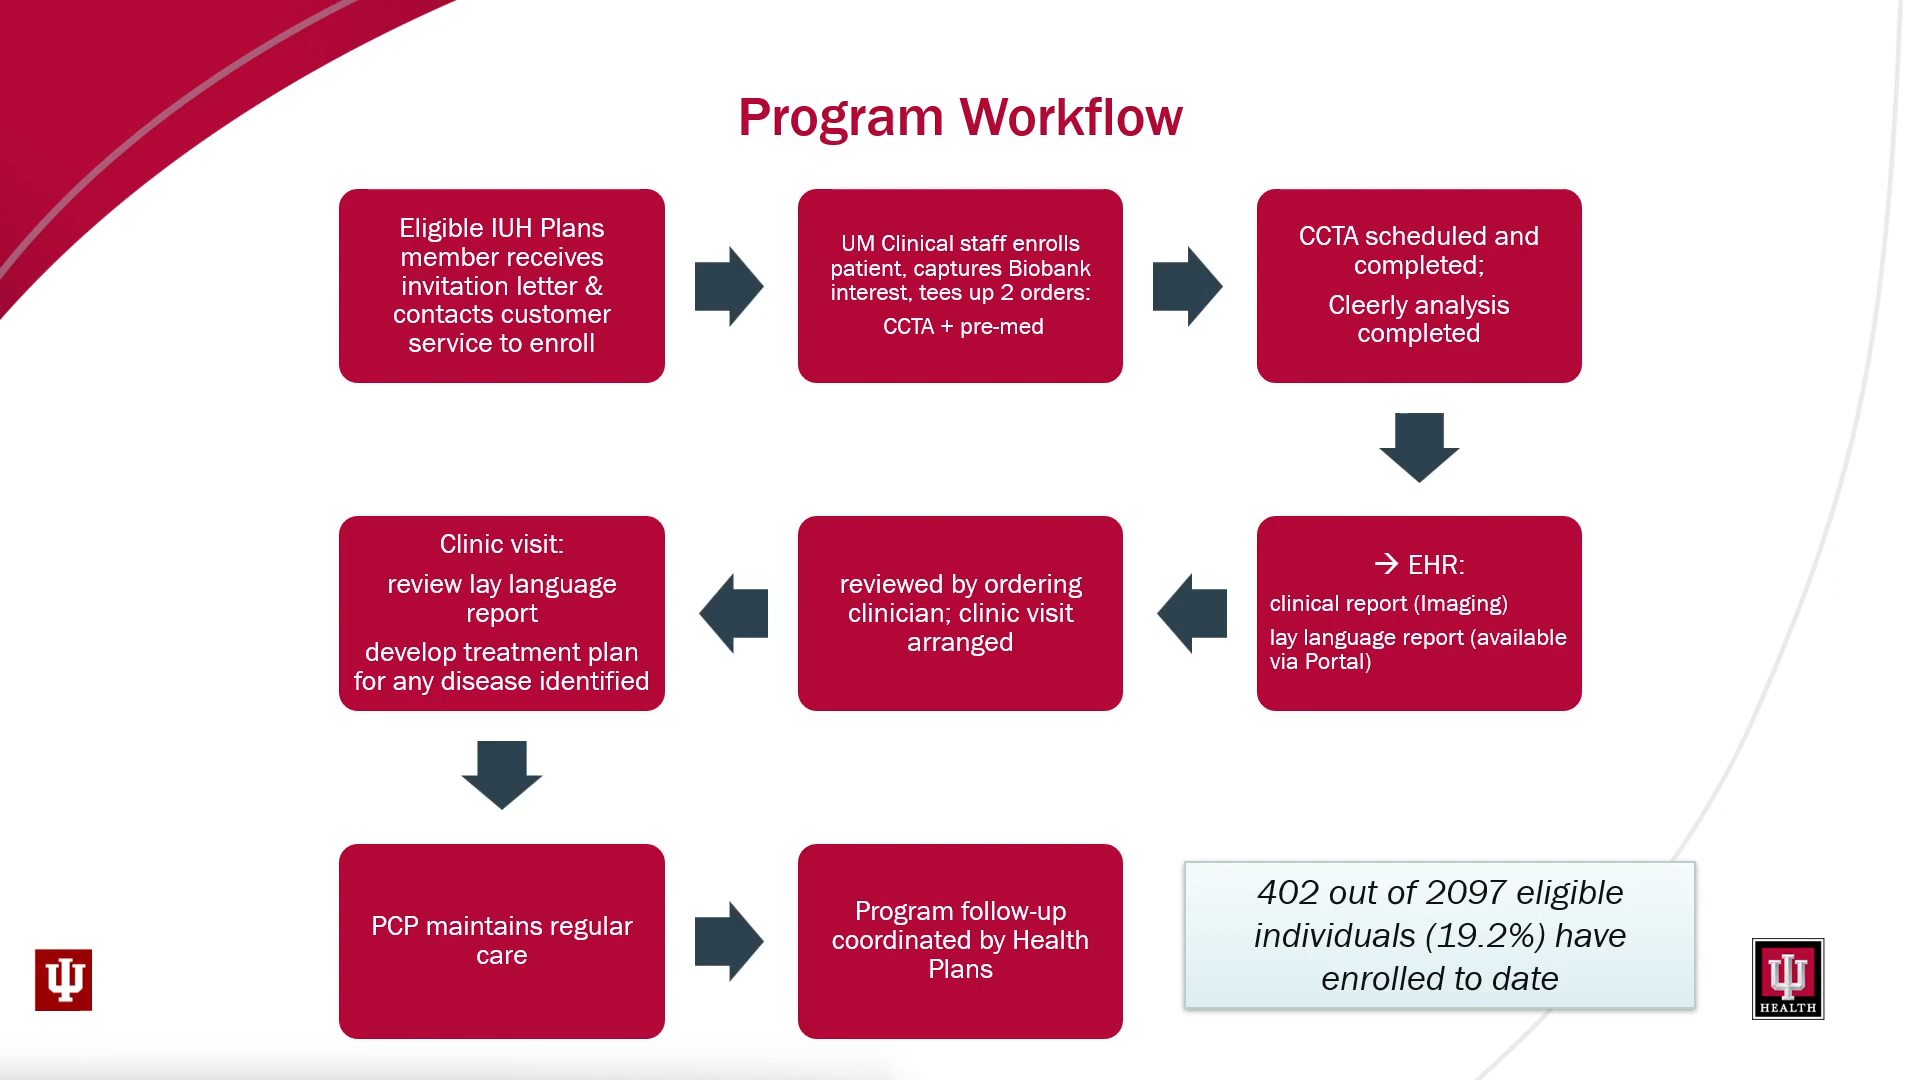 Program Workflow
Eligible IUH Plans
member receives
invitation letter &
contacts customer
service to enroll
UM Clinical staff enrolls
patient, captures Biobank
interest, tees up 2 orders:
CCTA + pre-med
CCTA scheduled and
completed;
Cleerly analysis
completed
→ EHR:
clinical report (Imaging)
lay language report (available
via Portal)
reviewed by ordering
clinician; clinic visit
arranged
Clinic visit:
review lay language
report
develop treatment plan
for any disease identified
PCP maintains regular
care
Program follow-up
coordinated by Health
Plans
402 out of 2097 eligible
individuals (19.2%) have
enrolled to date
HEALTH